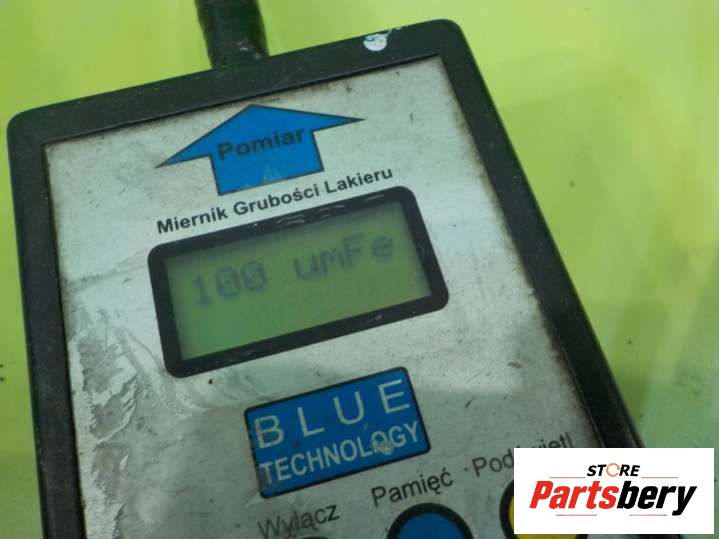 Pomiar
Miernik Grubości Lakieru
100 umFe
BLUE
TECHNOLOGY
Wyłącz Pamięć
STORE
Partsbery